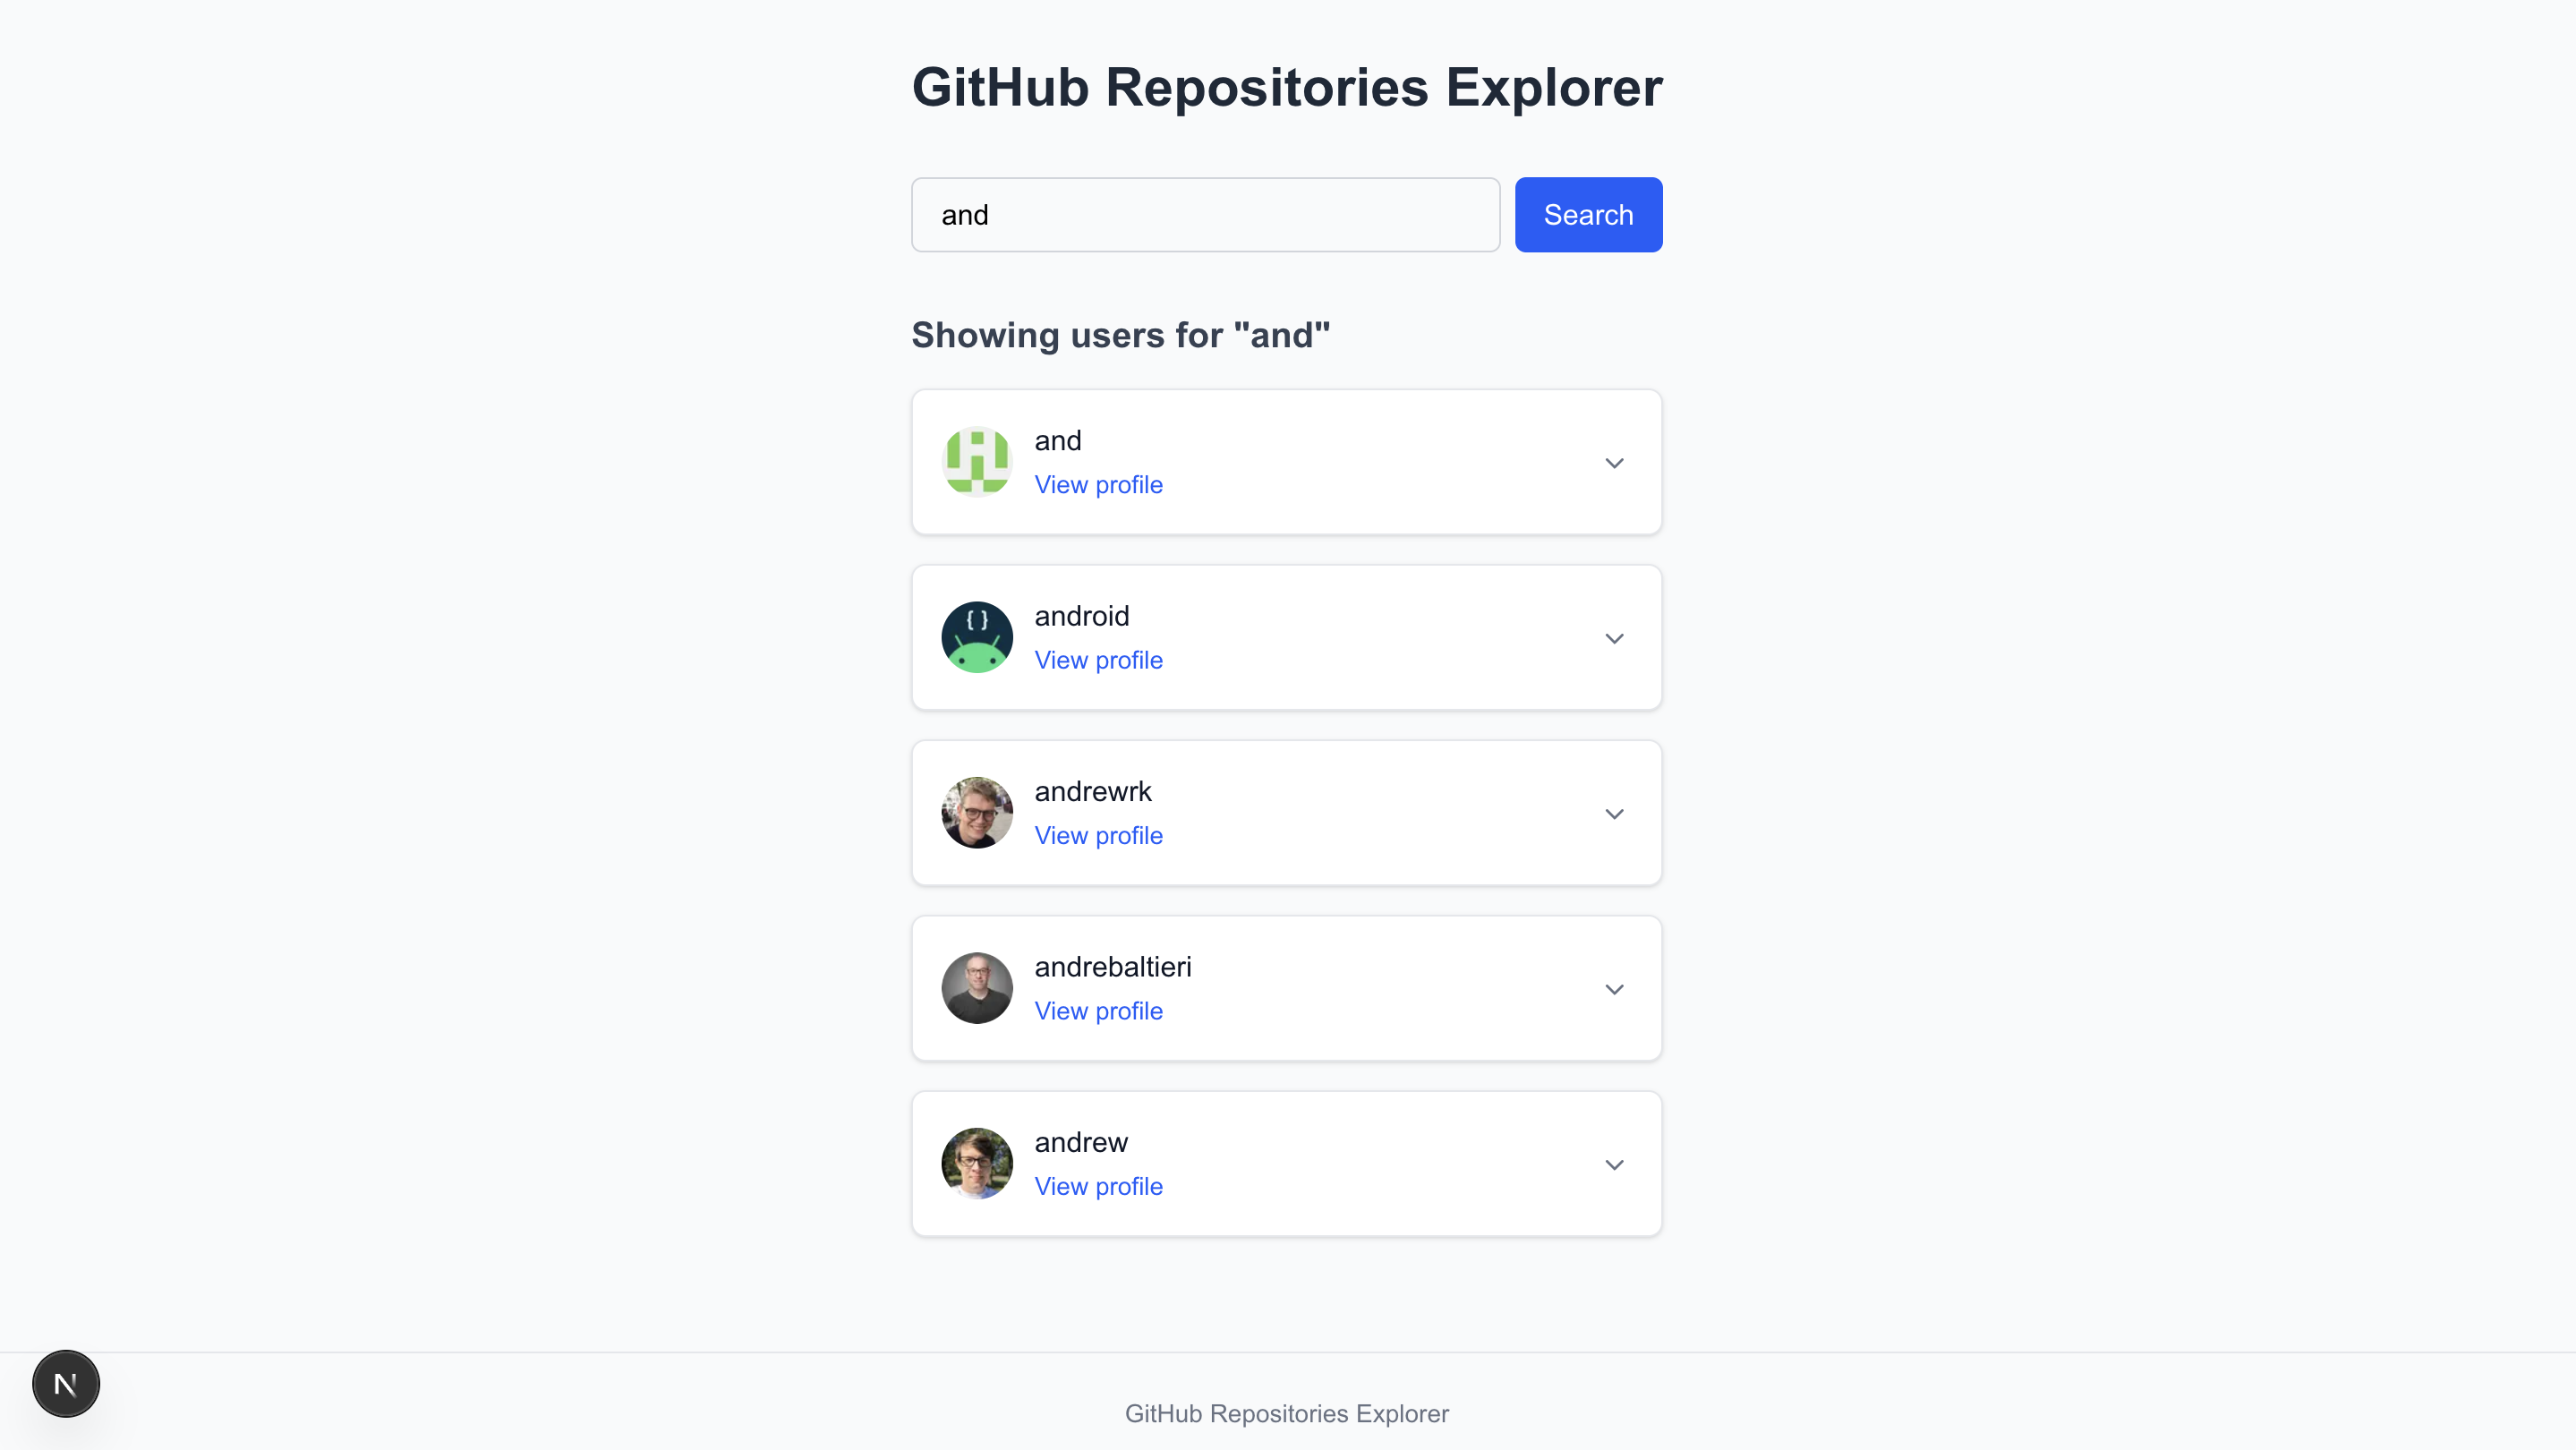 GitHub Repositories Explorer
and
Search
Showing users for "and"
and
View profile
{ }
android
View profile
andrewrk
View profile
andrebaltieri
View profile
andrew
View profile
N
GitHub Repositories Explorer